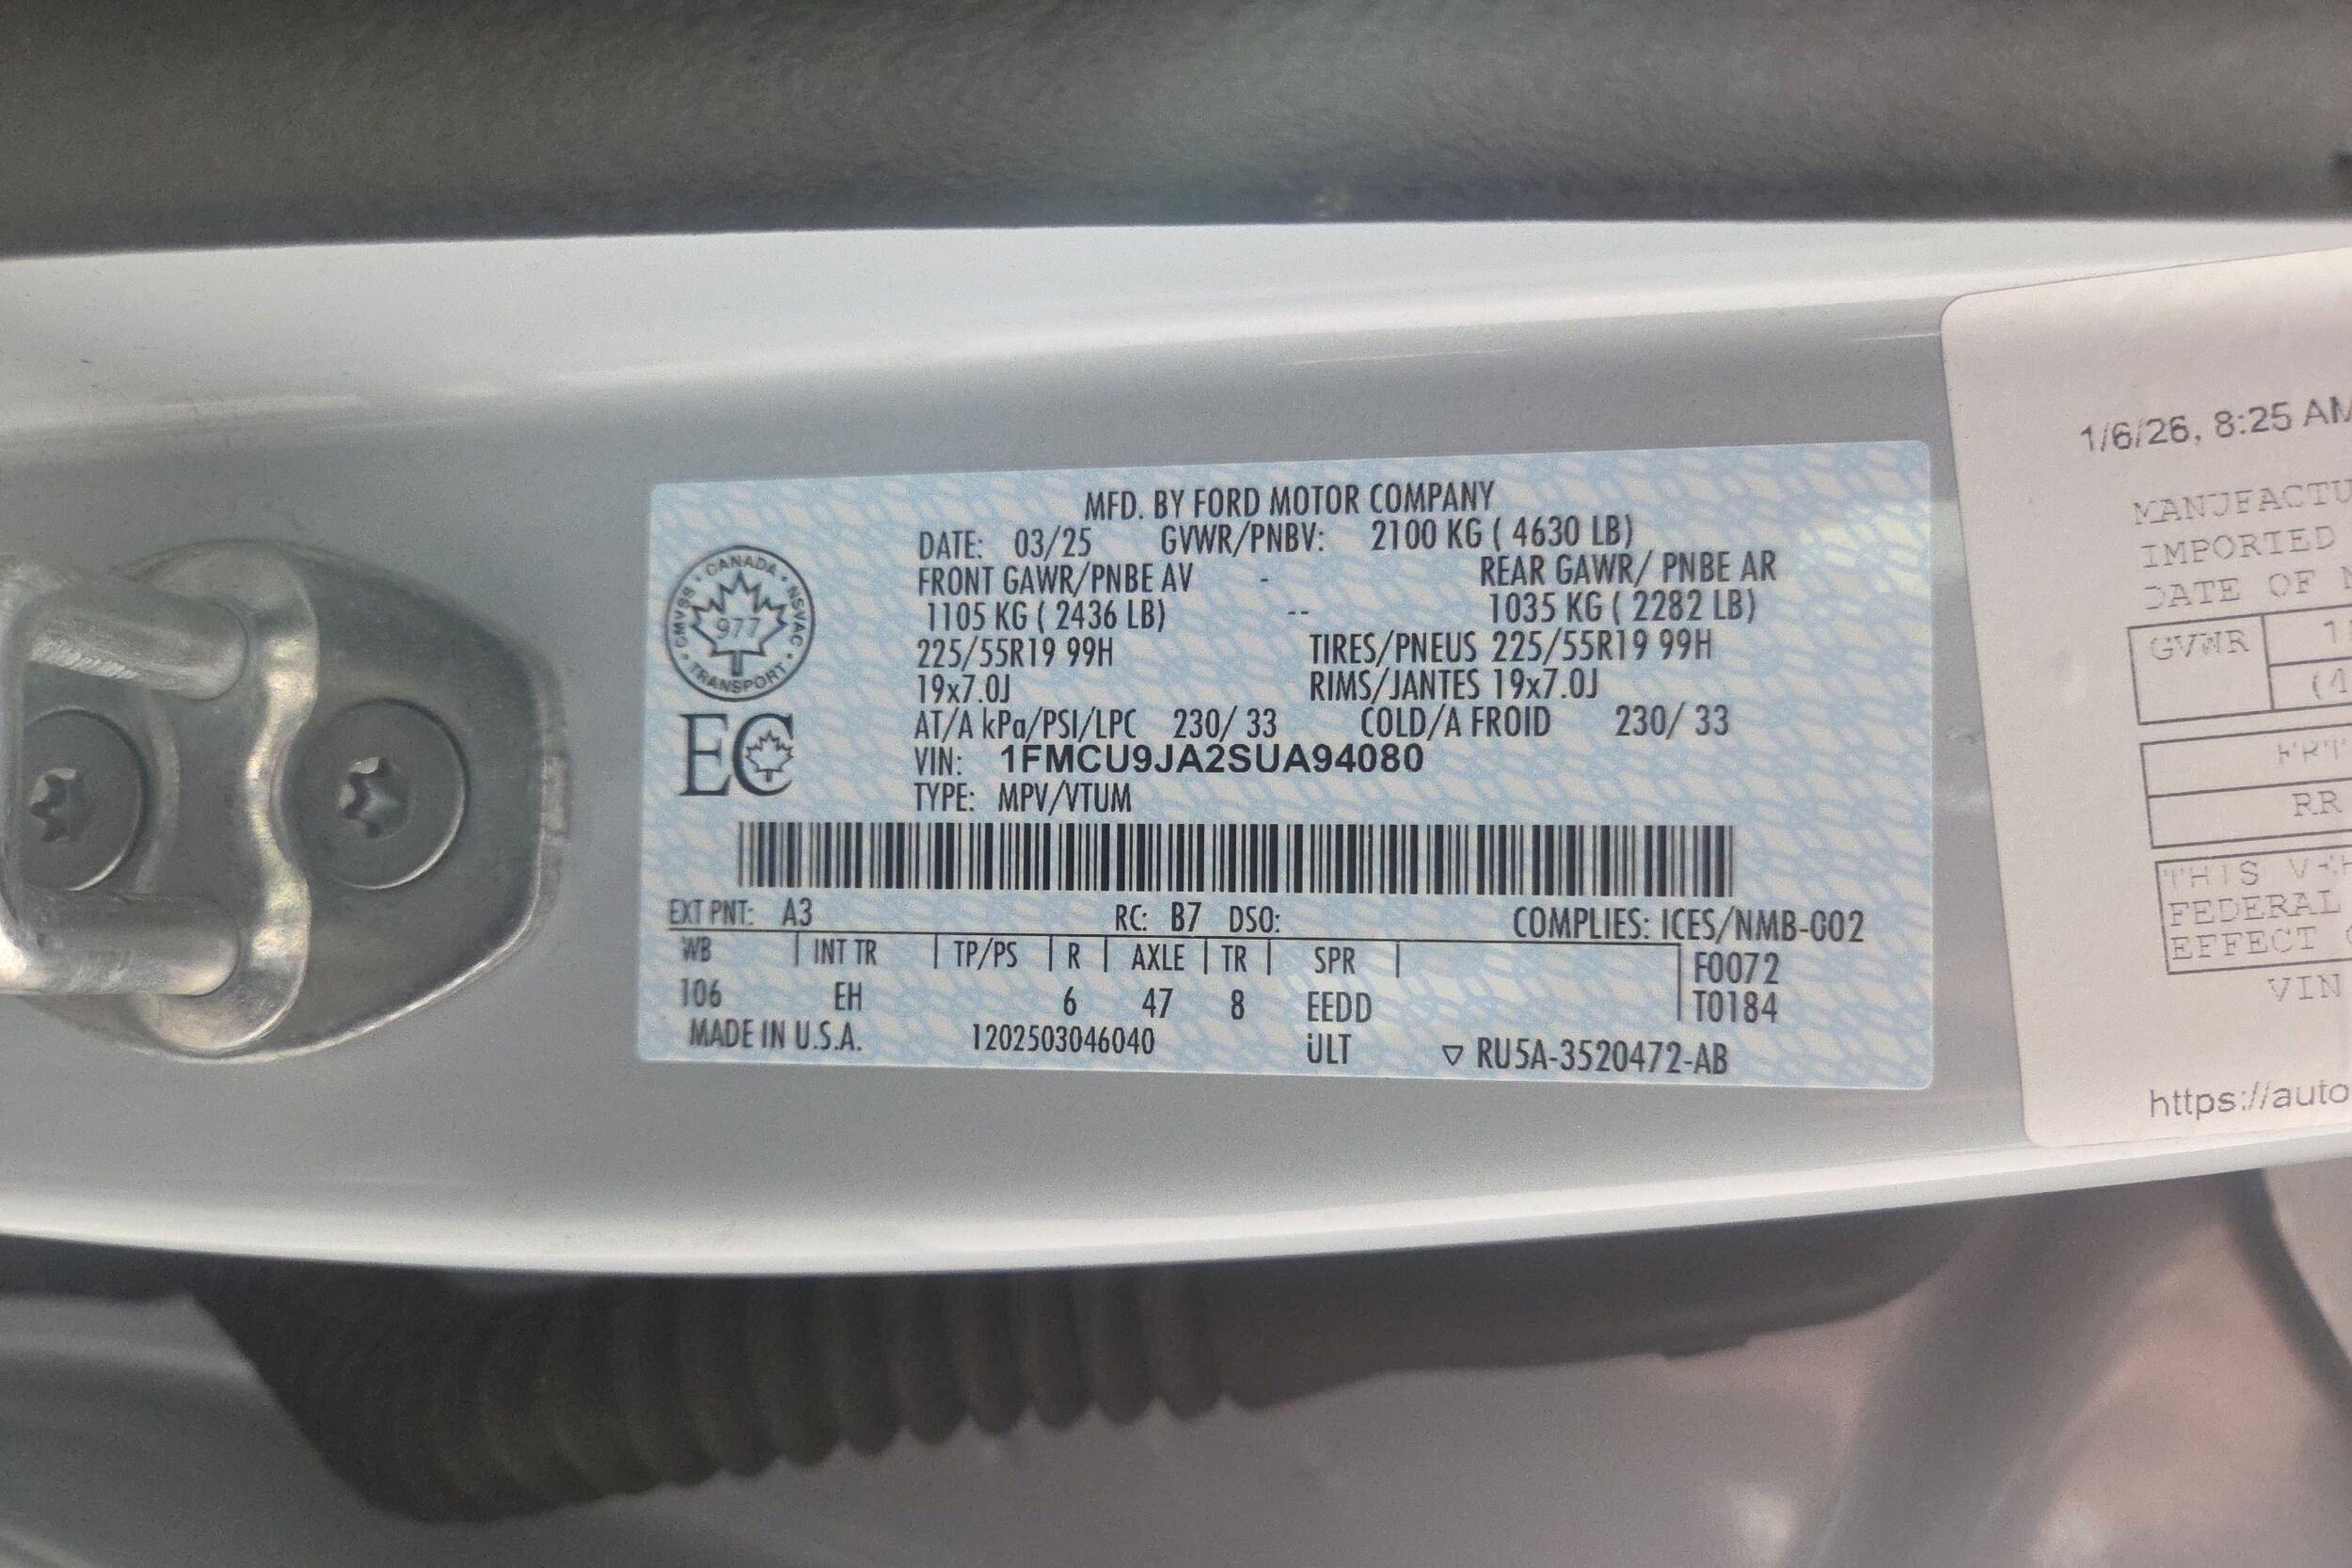 MFD. BY FORD MOTOR COMPANY
DATE: 03/25 GVWR/PNBV: 2100 KG ( 4630 LB)
FRONT GAWR/PNBE AV - REAR GAWR/ PNBE AR
1105 KG ( 2436 LB) -- 1035 KG ( 2282 LB)
225/55R19 99H TIRES/PNEUS 225/55R19 99H
19x7.0J RIMS/JANTES 19x7.0J
AT/A kPa/PSI/LPC 230/ 33 COLD/A FROID 230/ 33
VIN: 1FMCU9JA2SUA94080
TYPE: MPV/VTUM
CANADA • NSVAC • TRANSPORT • CMVSS •
977
EC
EXT PNT: A3 RC: B7 DSO: COMPLIES: ICES/NMB-002
WB INT TR TP/PS R AXLE TR SPR F0072
106 EH 6 47 8 EEDD T0184
MADE IN U.S.A. 1202503046040 ULT RU5A-3520472-AB
1/6/26, 8:25 AM
MANUFACTU
IMPORTED
DATE OF
GVWR
(4
FRT
RR
THIS VEH
FEDERAL
EFFECT
VIN
https://auto